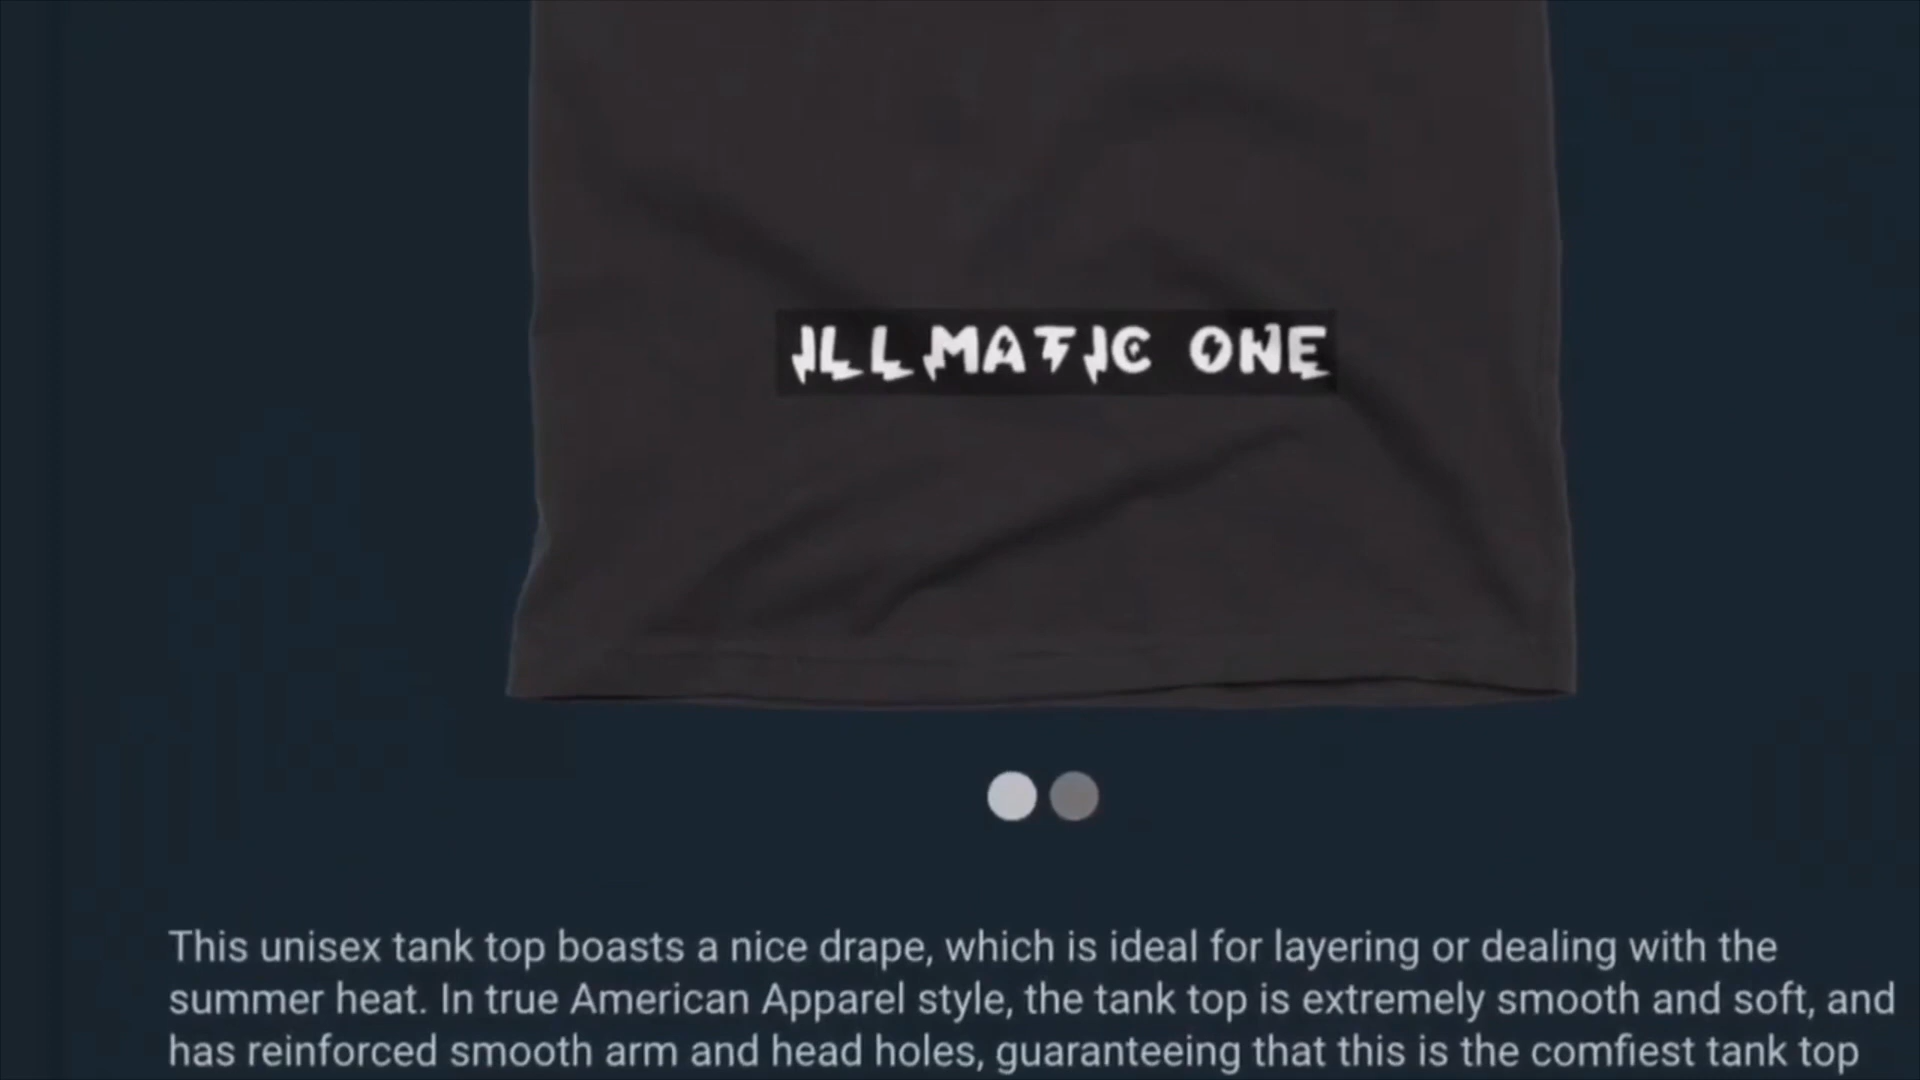 ILLMATIC ONE
This unisex tank top boasts a nice drape, which is ideal for layering or dealing with the
summer heat. In true American Apparel style, the tank top is extremely smooth and soft, and
has reinforced smooth arm and head holes, guaranteeing that this is the comfiest tank top